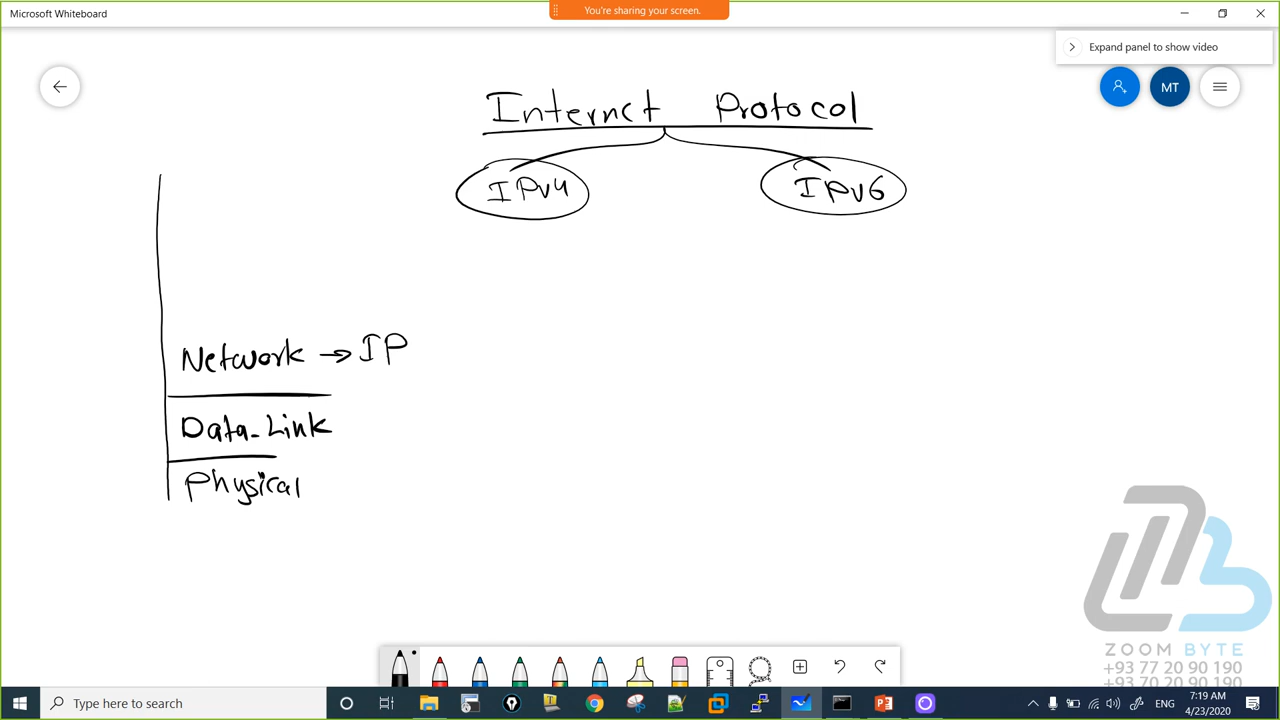 Microsoft Whiteboard
You're sharing your screen.
Expand panel to show video
MT
Internet Protocol
IPv4 IPv6
Network → IP
Data-Link
Physical
ZOOM BYTE
+93 77 20 90 190
+93 77 20 90 190
Type here to search
ENG
7:19 AM
4/23/2020